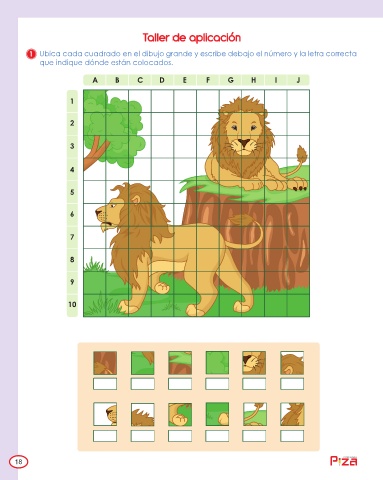 Taller de aplicación
1 Ubica cada cuadrado en el dibujo grande y escribe debajo el número y la letra correcta
que indique dónde están colocados.
A B C D E F G H I J
1
2
3
4
5
6
7
8
9
10
18
Piza